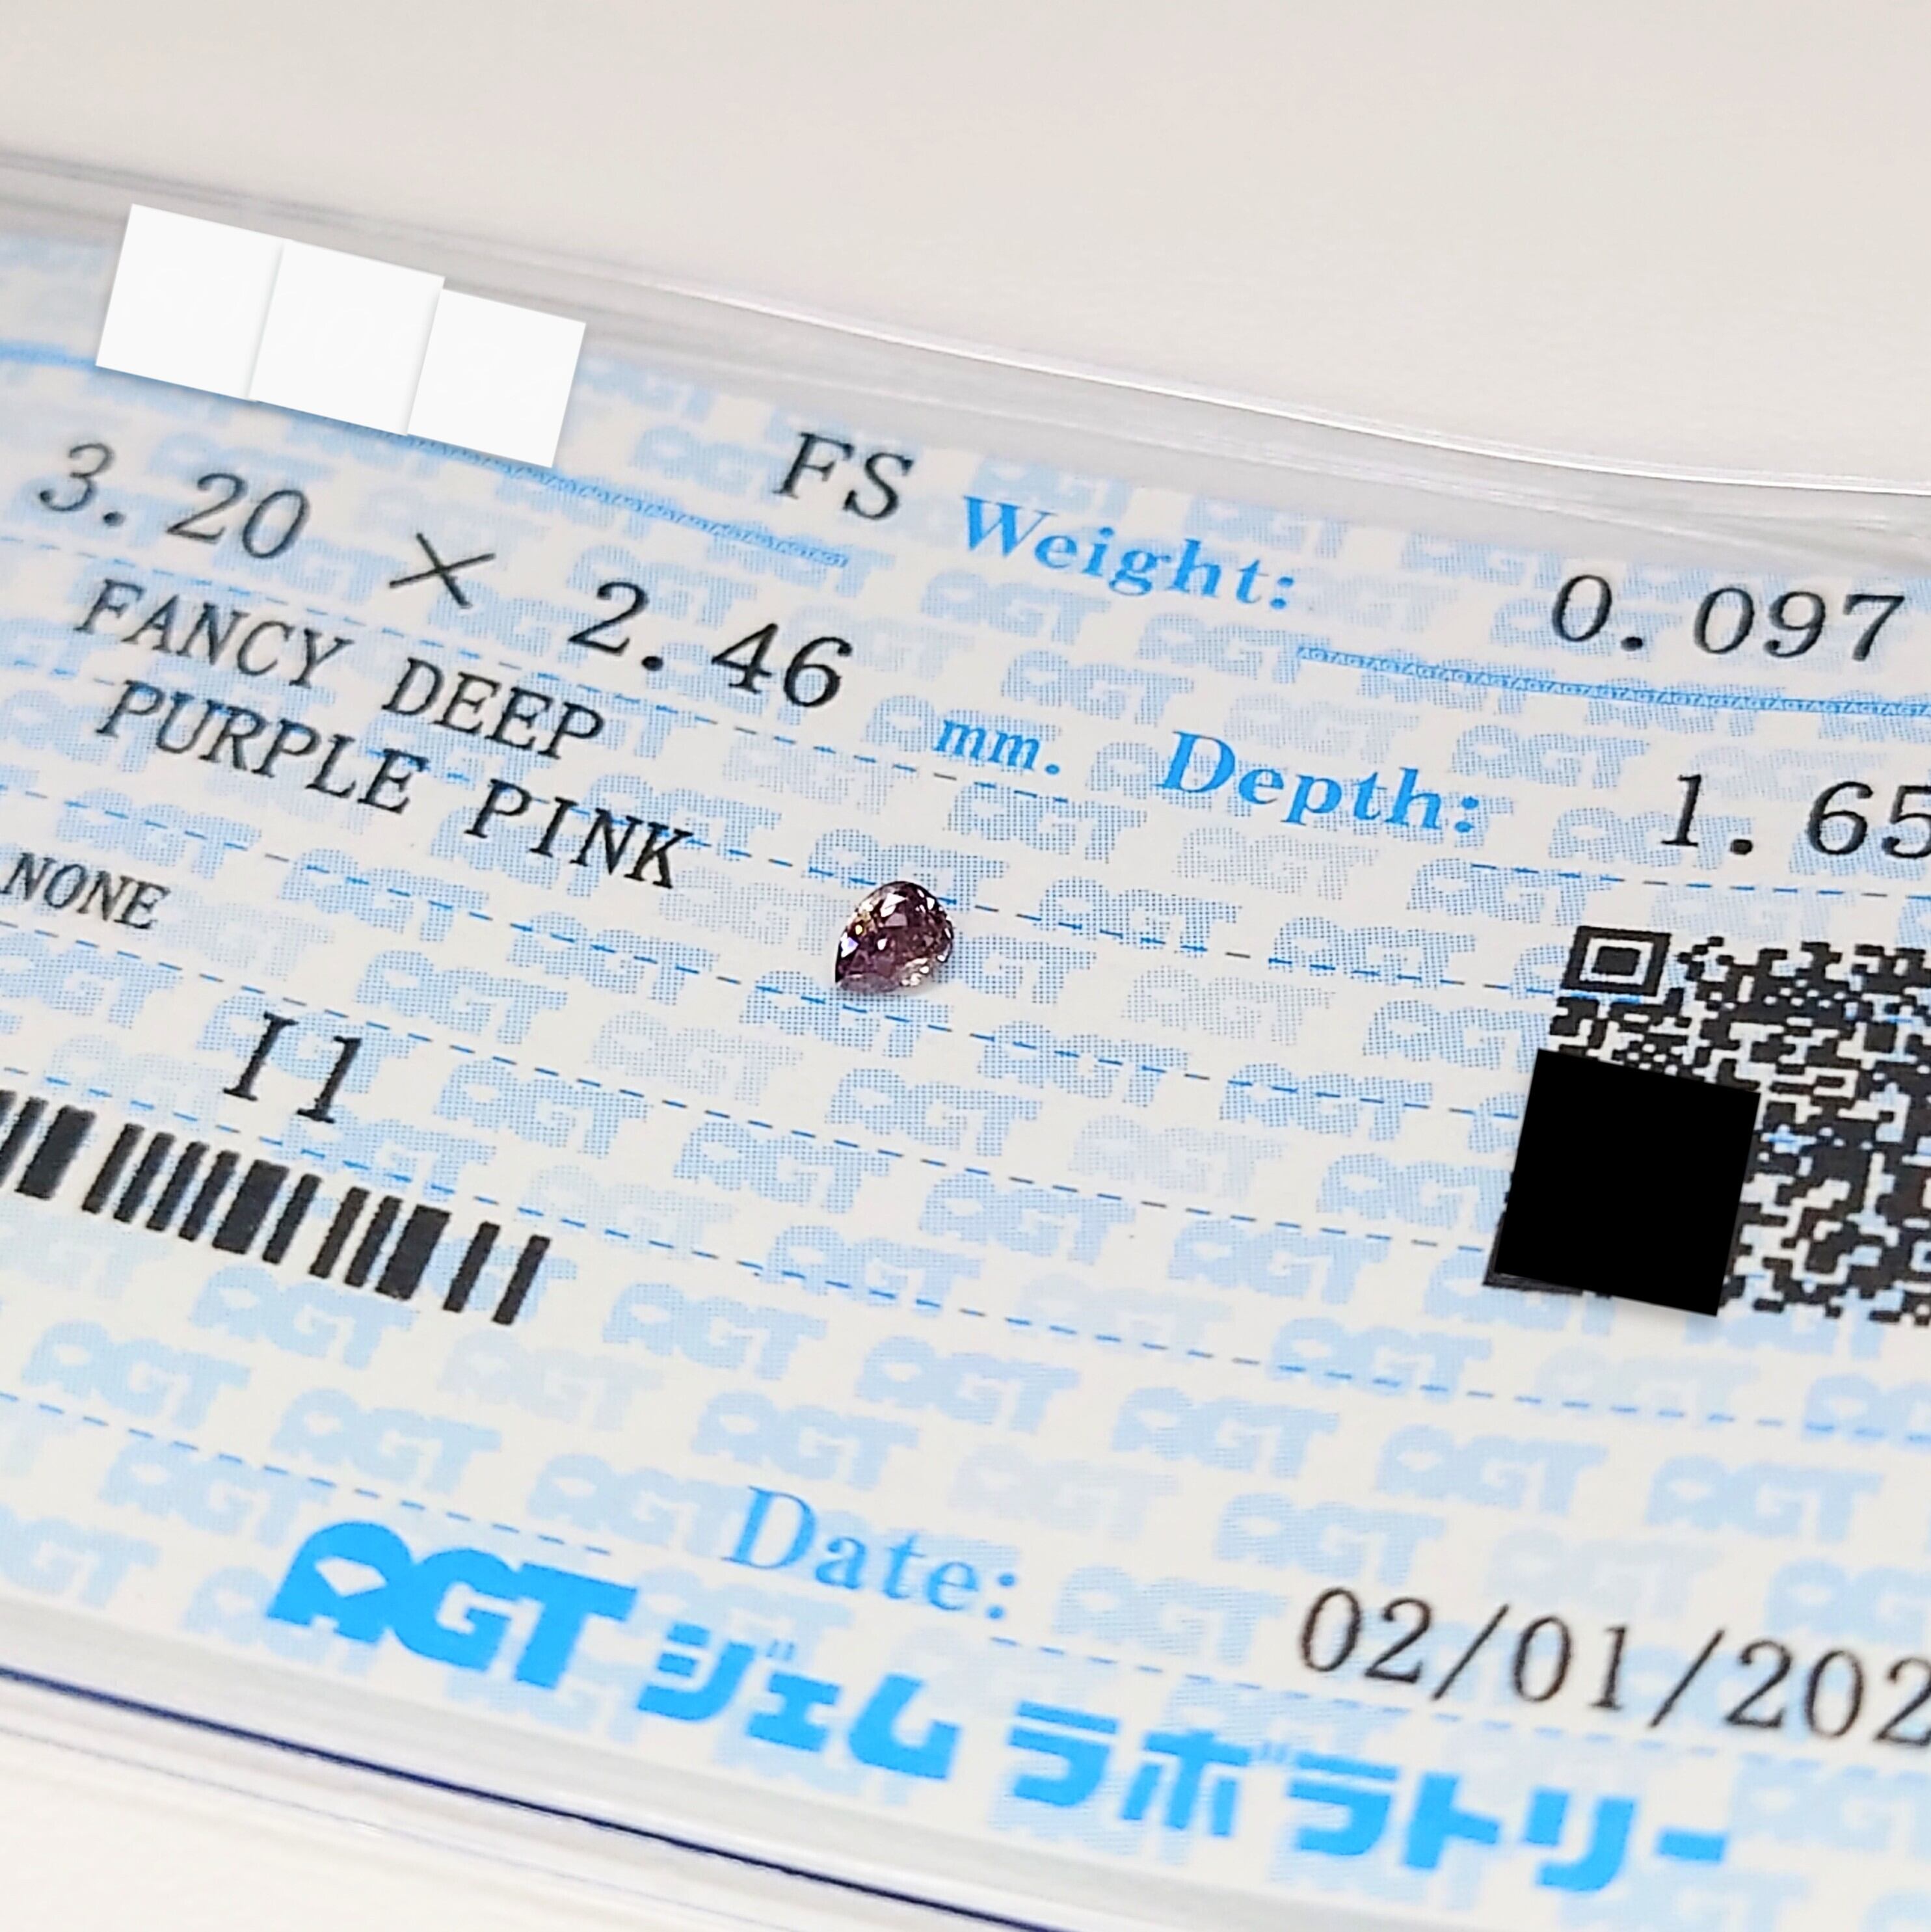 FS Weight: 0.097
3.20 × 2.46 mm. Depth: 1.65
FANCY DEEP
PURPLE PINK
NONE
I1
Date: 02/01/202
AGT ジェム ラボラトリー